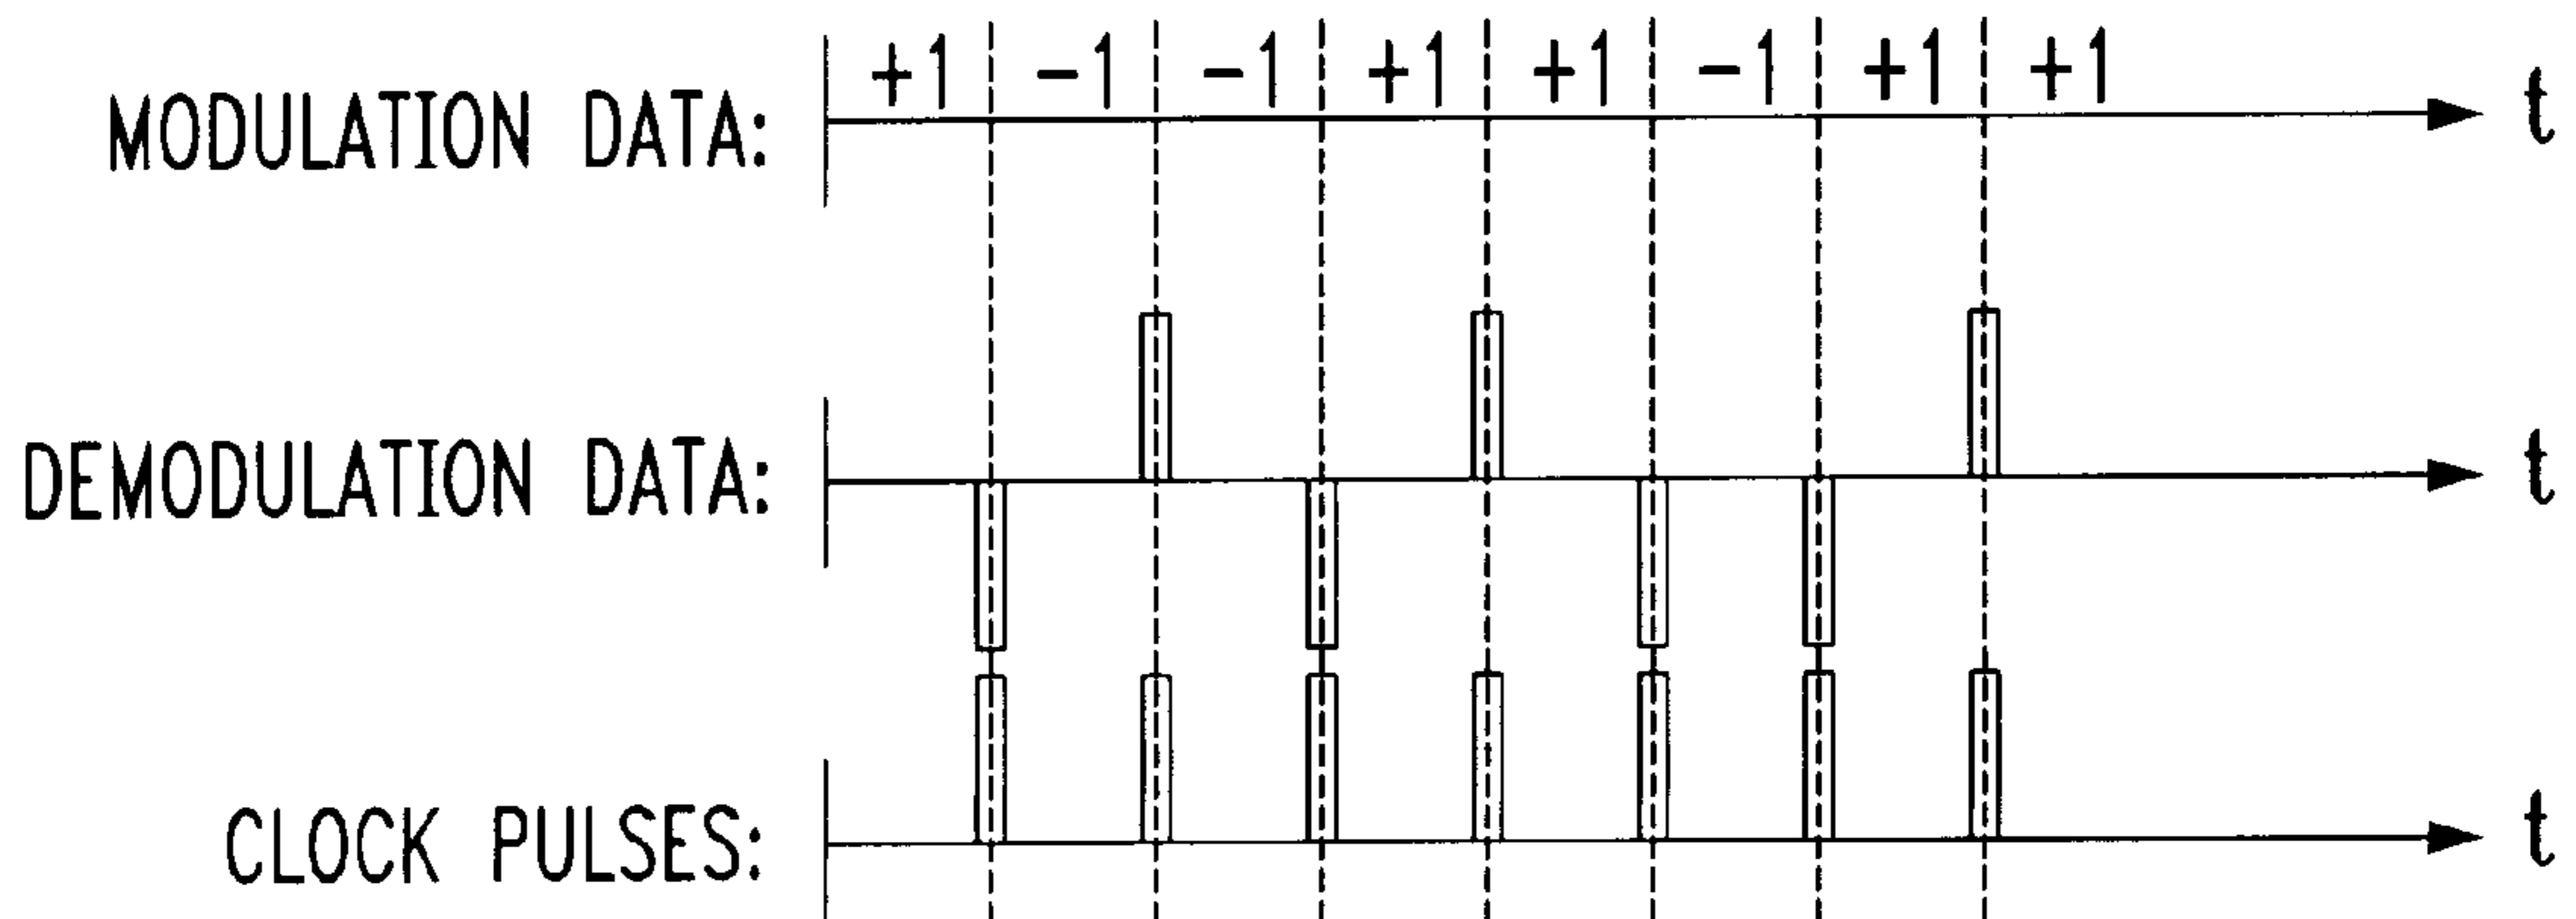 +1 -1 -1 +1 +1 -1 +1 +1
MODULATION DATA: t
DEMODULATION DATA: t
CLOCK PULSES: t